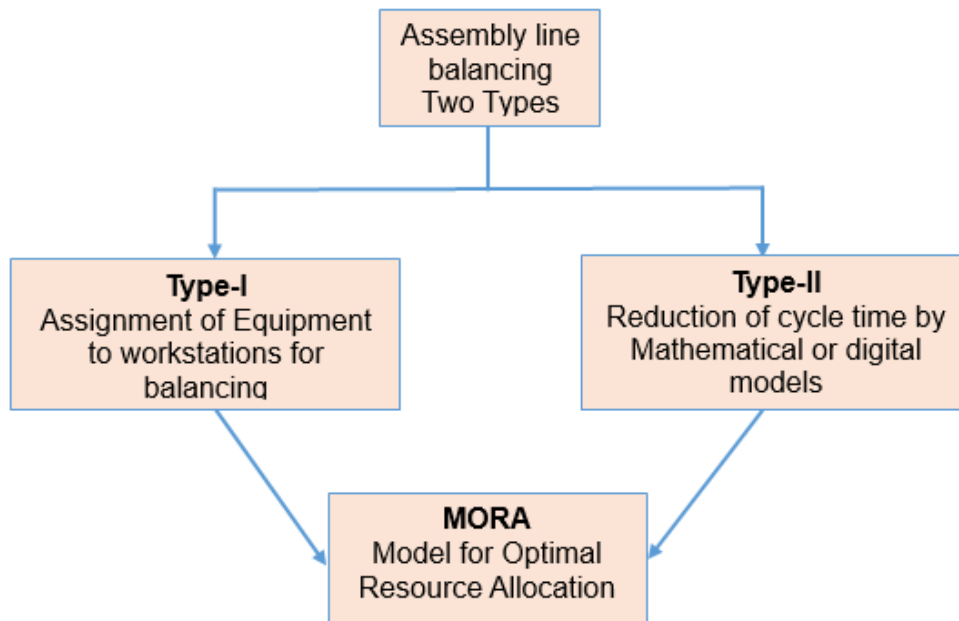 Assembly line
balancing
Two Types
Type-I
Assignment of Equipment
to workstations for
balancing
Type-II
Reduction of cycle time by
Mathematical or digital
models
MORA
Model for Optimal
Resource Allocation